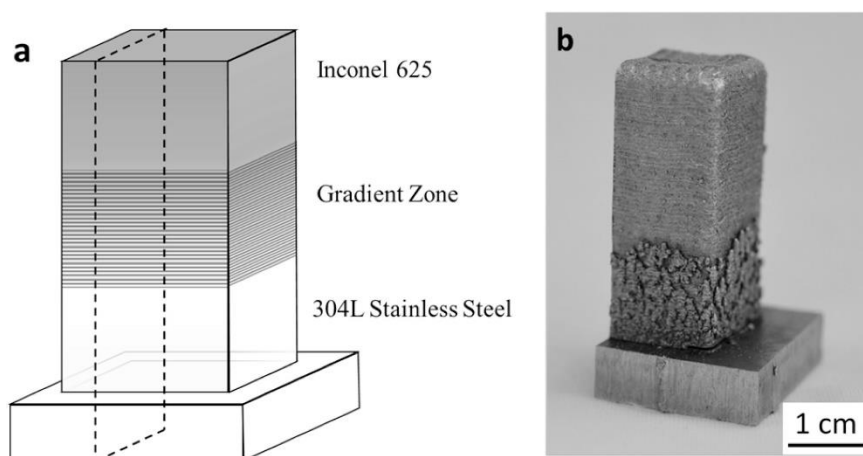 a
Inconel 625
Gradient Zone
304L Stainless Steel
b
1 cm